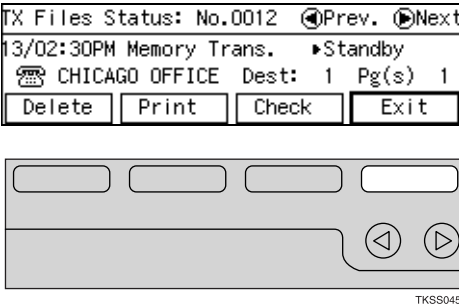 TX Files Status: No.0012 ◀Prev. ▶Next
13/02:30PM Memory Trans. ▶Standby
CHICAGO OFFICE Dest: 1 Pg(s) 1
Delete Print Check Exit
TKSS045